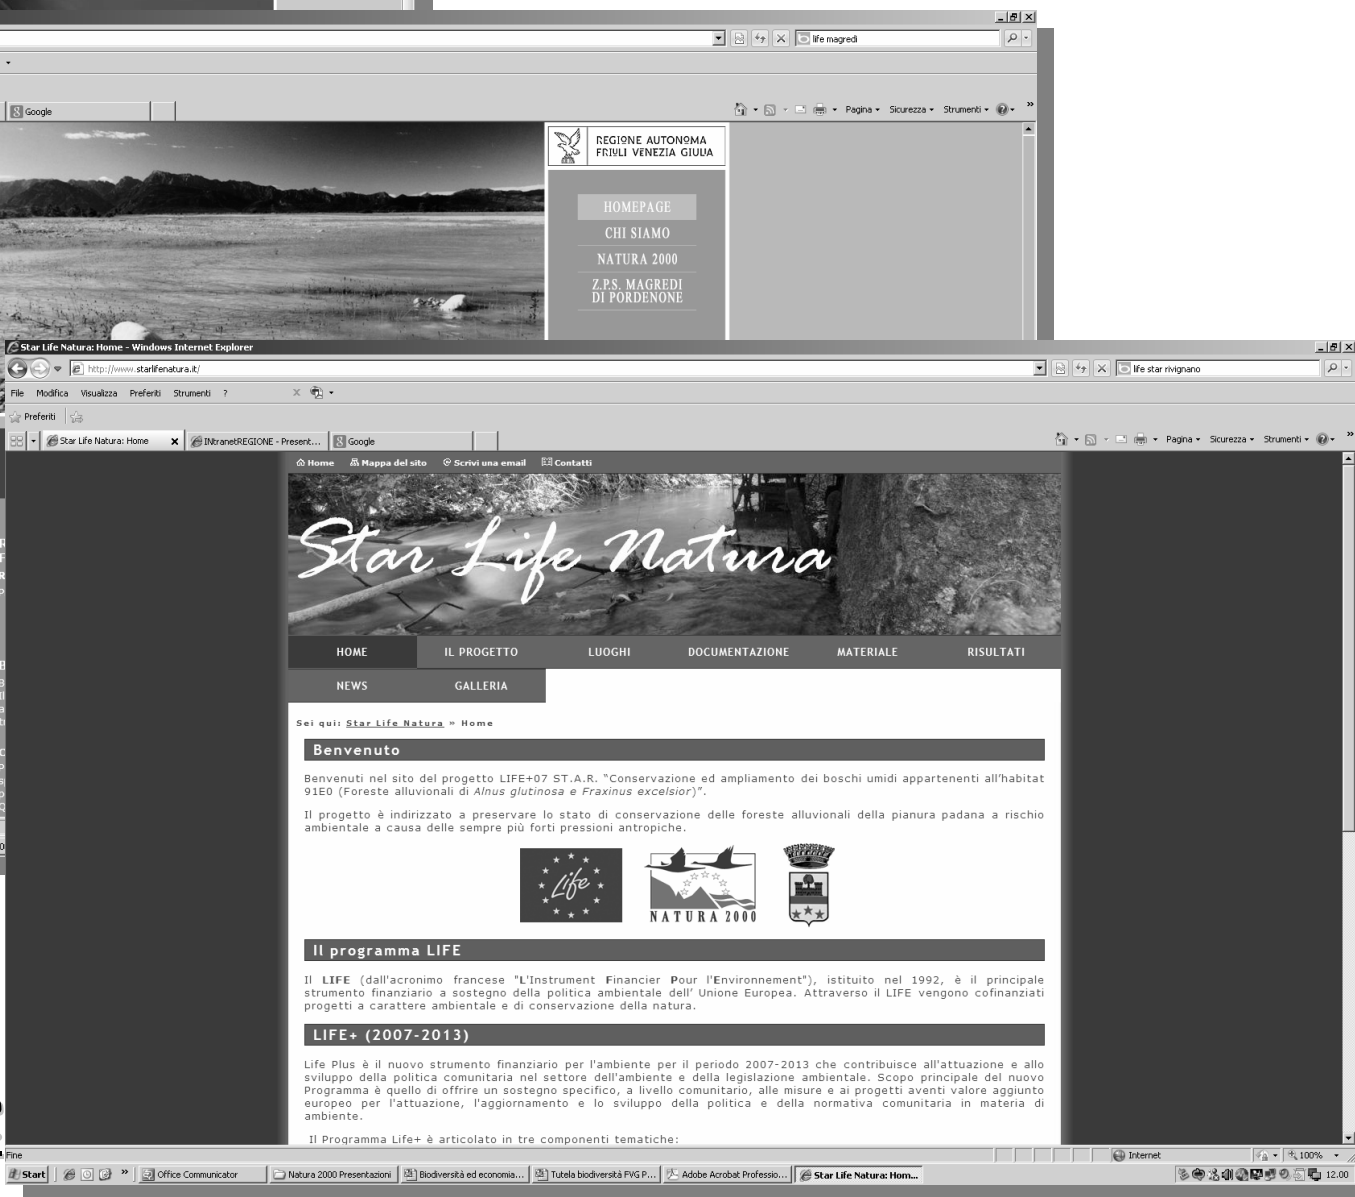 life magredi
Google
Pagina
Sicurezza
Strumenti
REGIONE AUTONOMA
FRIULI VENEZIA GIULIA
HOMEPAGE
CHI SIAMO
NATURA 2000
Z.P.S. MAGREDI
DI PORDENONE
Star Life Natura: Home - Windows Internet Explorer
http://www.starlifenatura.it/
life star rivignano
File Modifica Visualizza Preferiti Strumenti ?
Preferiti
Star Life Natura: Home
INtranetREGIONE - Present...
Google
Pagina
Sicurezza
Strumenti
Home Mappa del sito Scrivi una email Contatti
Star Life Natura
HOME IL PROGETTO LUOGHI DOCUMENTAZIONE MATERIALE RISULTATI
NEWS GALLERIA
Sei qui: Star Life Natura » Home
Benvenuto
Benvenuti nel sito del progetto LIFE+07 ST.A.R. "Conservazione ed ampliamento dei boschi umidi appartenenti all'habitat
91E0 (Foreste alluvionali di Alnus glutinosa e Fraxinus excelsior)".
Il progetto è indirizzato a preservare lo stato di conservazione delle foreste alluvionali della pianura padana a rischio
ambientale a causa delle sempre più forti pressioni antropiche.
Life
NATURA 2000
Il programma LIFE
Il LIFE (dall'acronimo francese "L'Instrument Financier Pour l'Environnement"), istituito nel 1992, è il principale
strumento finanziario a sostegno della politica ambientale dell' Unione Europea. Attraverso il LIFE vengono cofinanziati
progetti a carattere ambientale e di conservazione della natura.
LIFE+ (2007-2013)
Life Plus è il nuovo strumento finanziario per l'ambiente per il periodo 2007-2013 che contribuisce all'attuazione e allo
sviluppo della politica comunitaria nel settore dell'ambiente e della legislazione ambientale. Scopo principale del nuovo
Programma è quello di offrire un sostegno specifico, a livello comunitario, alle misure e ai progetti aventi valore aggiunto
europeo per l'attuazione, l'aggiornamento e lo sviluppo della politica e della normativa comunitaria in materia di
ambiente.
Il Programma Life+ è articolato in tre componenti tematiche:
Fine
Internet
100%
Start
Office Communicator
Natura 2000 Presentazioni
Biodiversità ed economia...
Tutela biodiversità FVG P...
Adobe Acrobat Professio...
Star Life Natura: Hom...
12.00